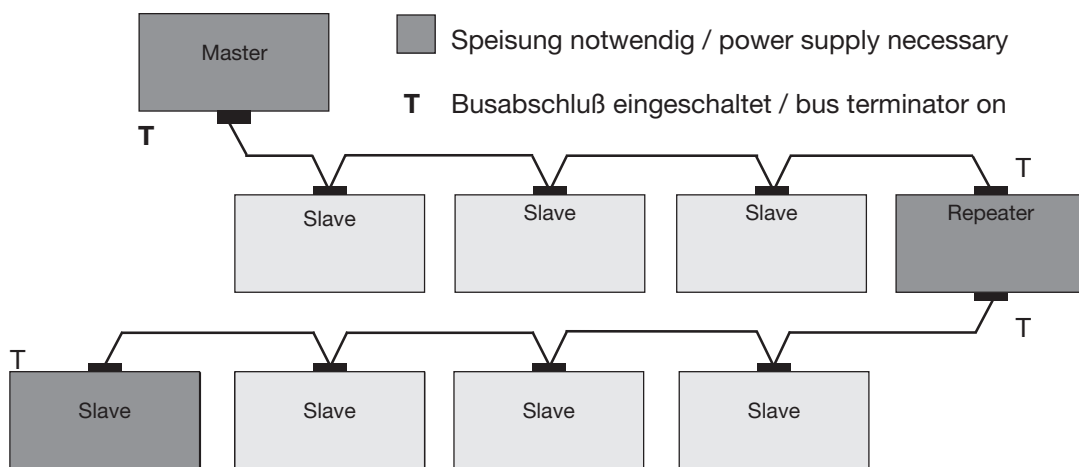 Master
Speisung notwendig / power supply necessary
T Busabschluß eingeschaltet / bus terminator on
T
T
Slave
Slave
Slave
Repeater
T
T
Slave
Slave
Slave
Slave